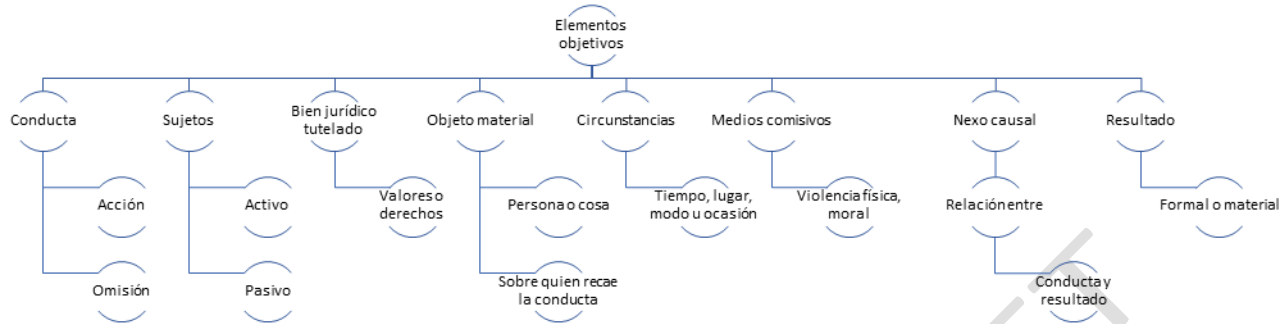 Elementos
objetivos
Conducta
Sujetos
Bien jurídico
tutelado
Objeto material
Circunstancias
Medios comisivos
Nexo causal
Resultado
Acción
Activo
Valores o
derechos
Persona o cosa
Tiempo, lugar,
modo u ocasión
Violencia física,
moral
Relación entre
Formal o material
Omisión
Pasivo
Sobre quien recae
la conducta
Conducta y
resultado